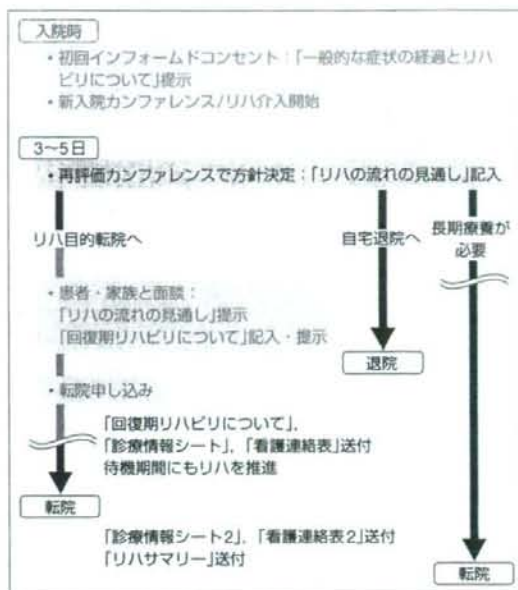 入院時
・初回インフォームドコンセント:「一般的な症状の経過とリハ
ビリについて」提示
・新入院カンファレンス/リハ介入開始
3〜5日
・再評価カンファレンスで方針決定:「リハの流れの見通し」記入
リハ目的転院へ
自宅退院へ
長期療養が
必要
・患者・家族と面談:
「リハの流れの見通し」提示
「回復期リハビリについて」記入・提示
退院
・転院申し込み
「回復期リハビリについて」,
「診療情報シート」,「看護連絡表」送付
待機期間にもリハを推進
転院
「診療情報シート2」,「看護連絡表2」送付
「リハサマリー」送付
転院